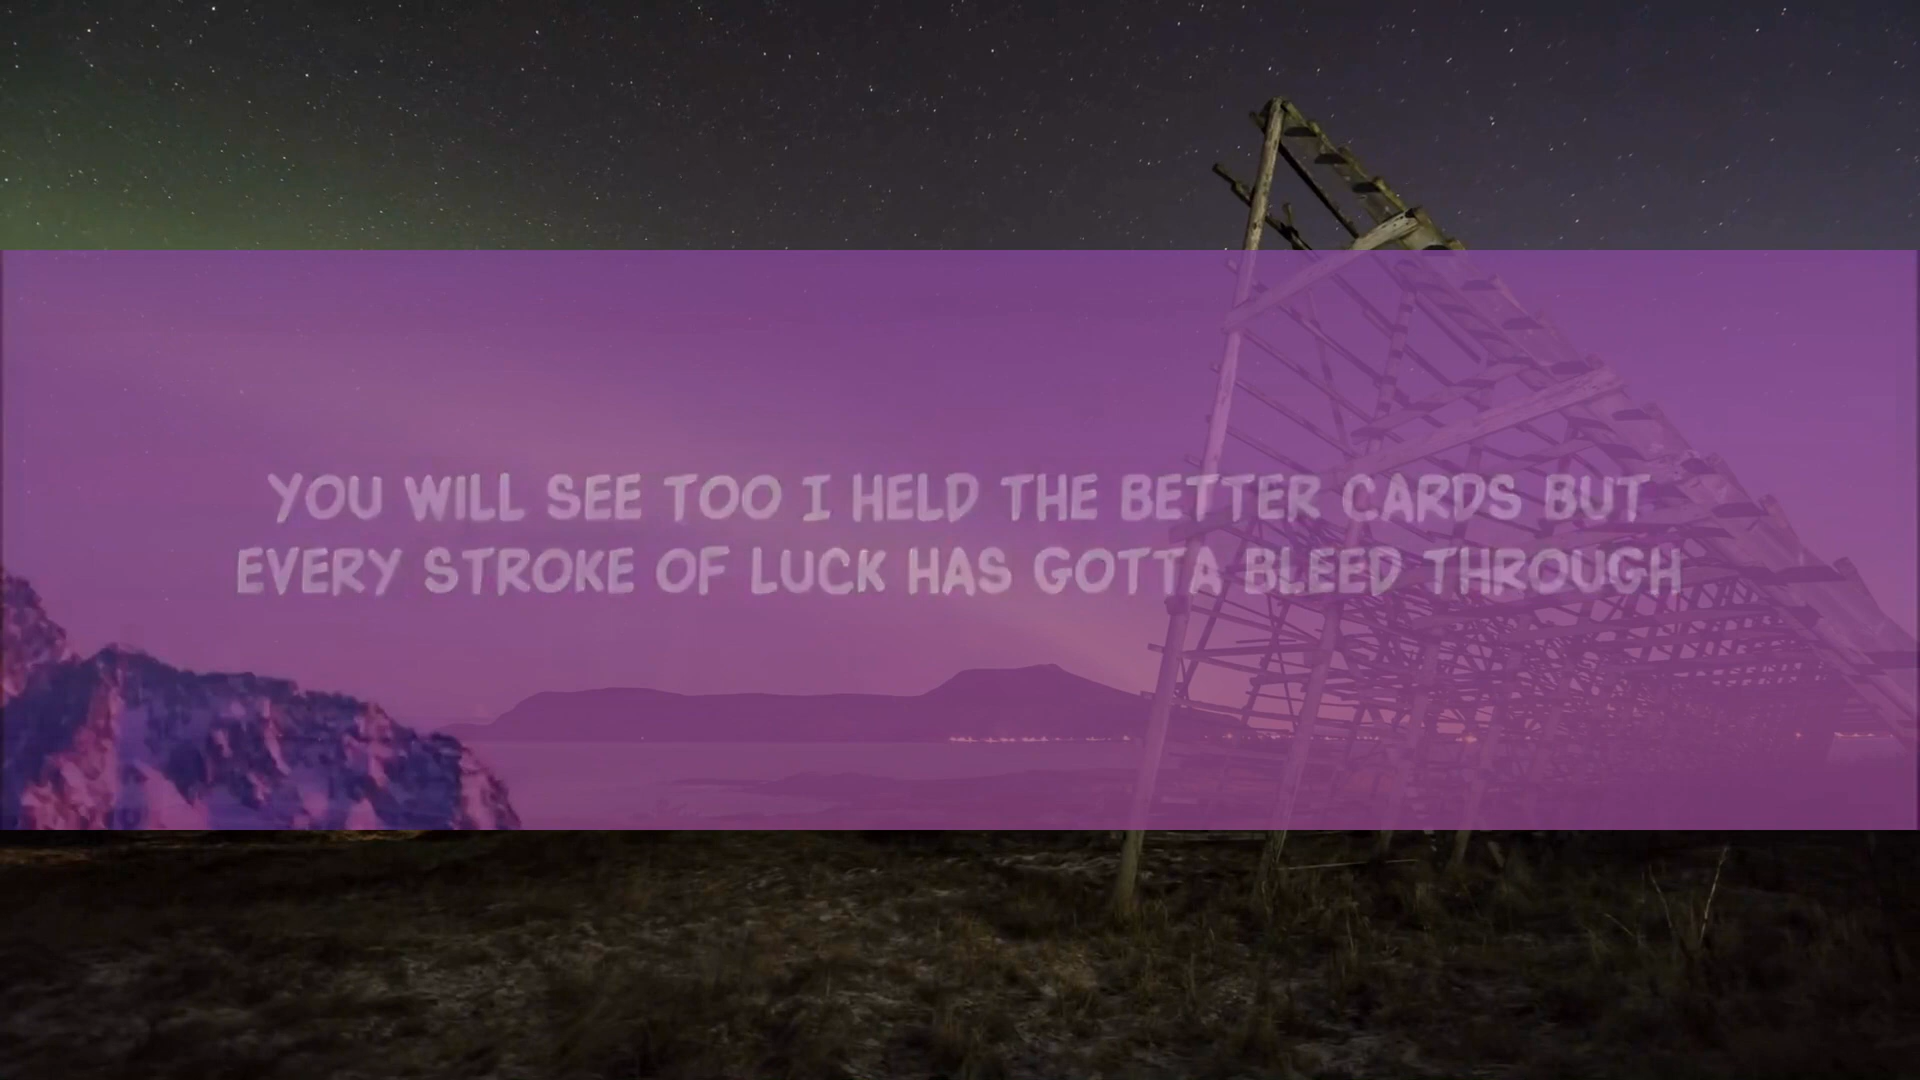 YOU WILL SEE TOO I HELD THE BETTER CARDS BUT
EVERY STROKE OF LUCK HAS GOTTA BLEED THROUGH